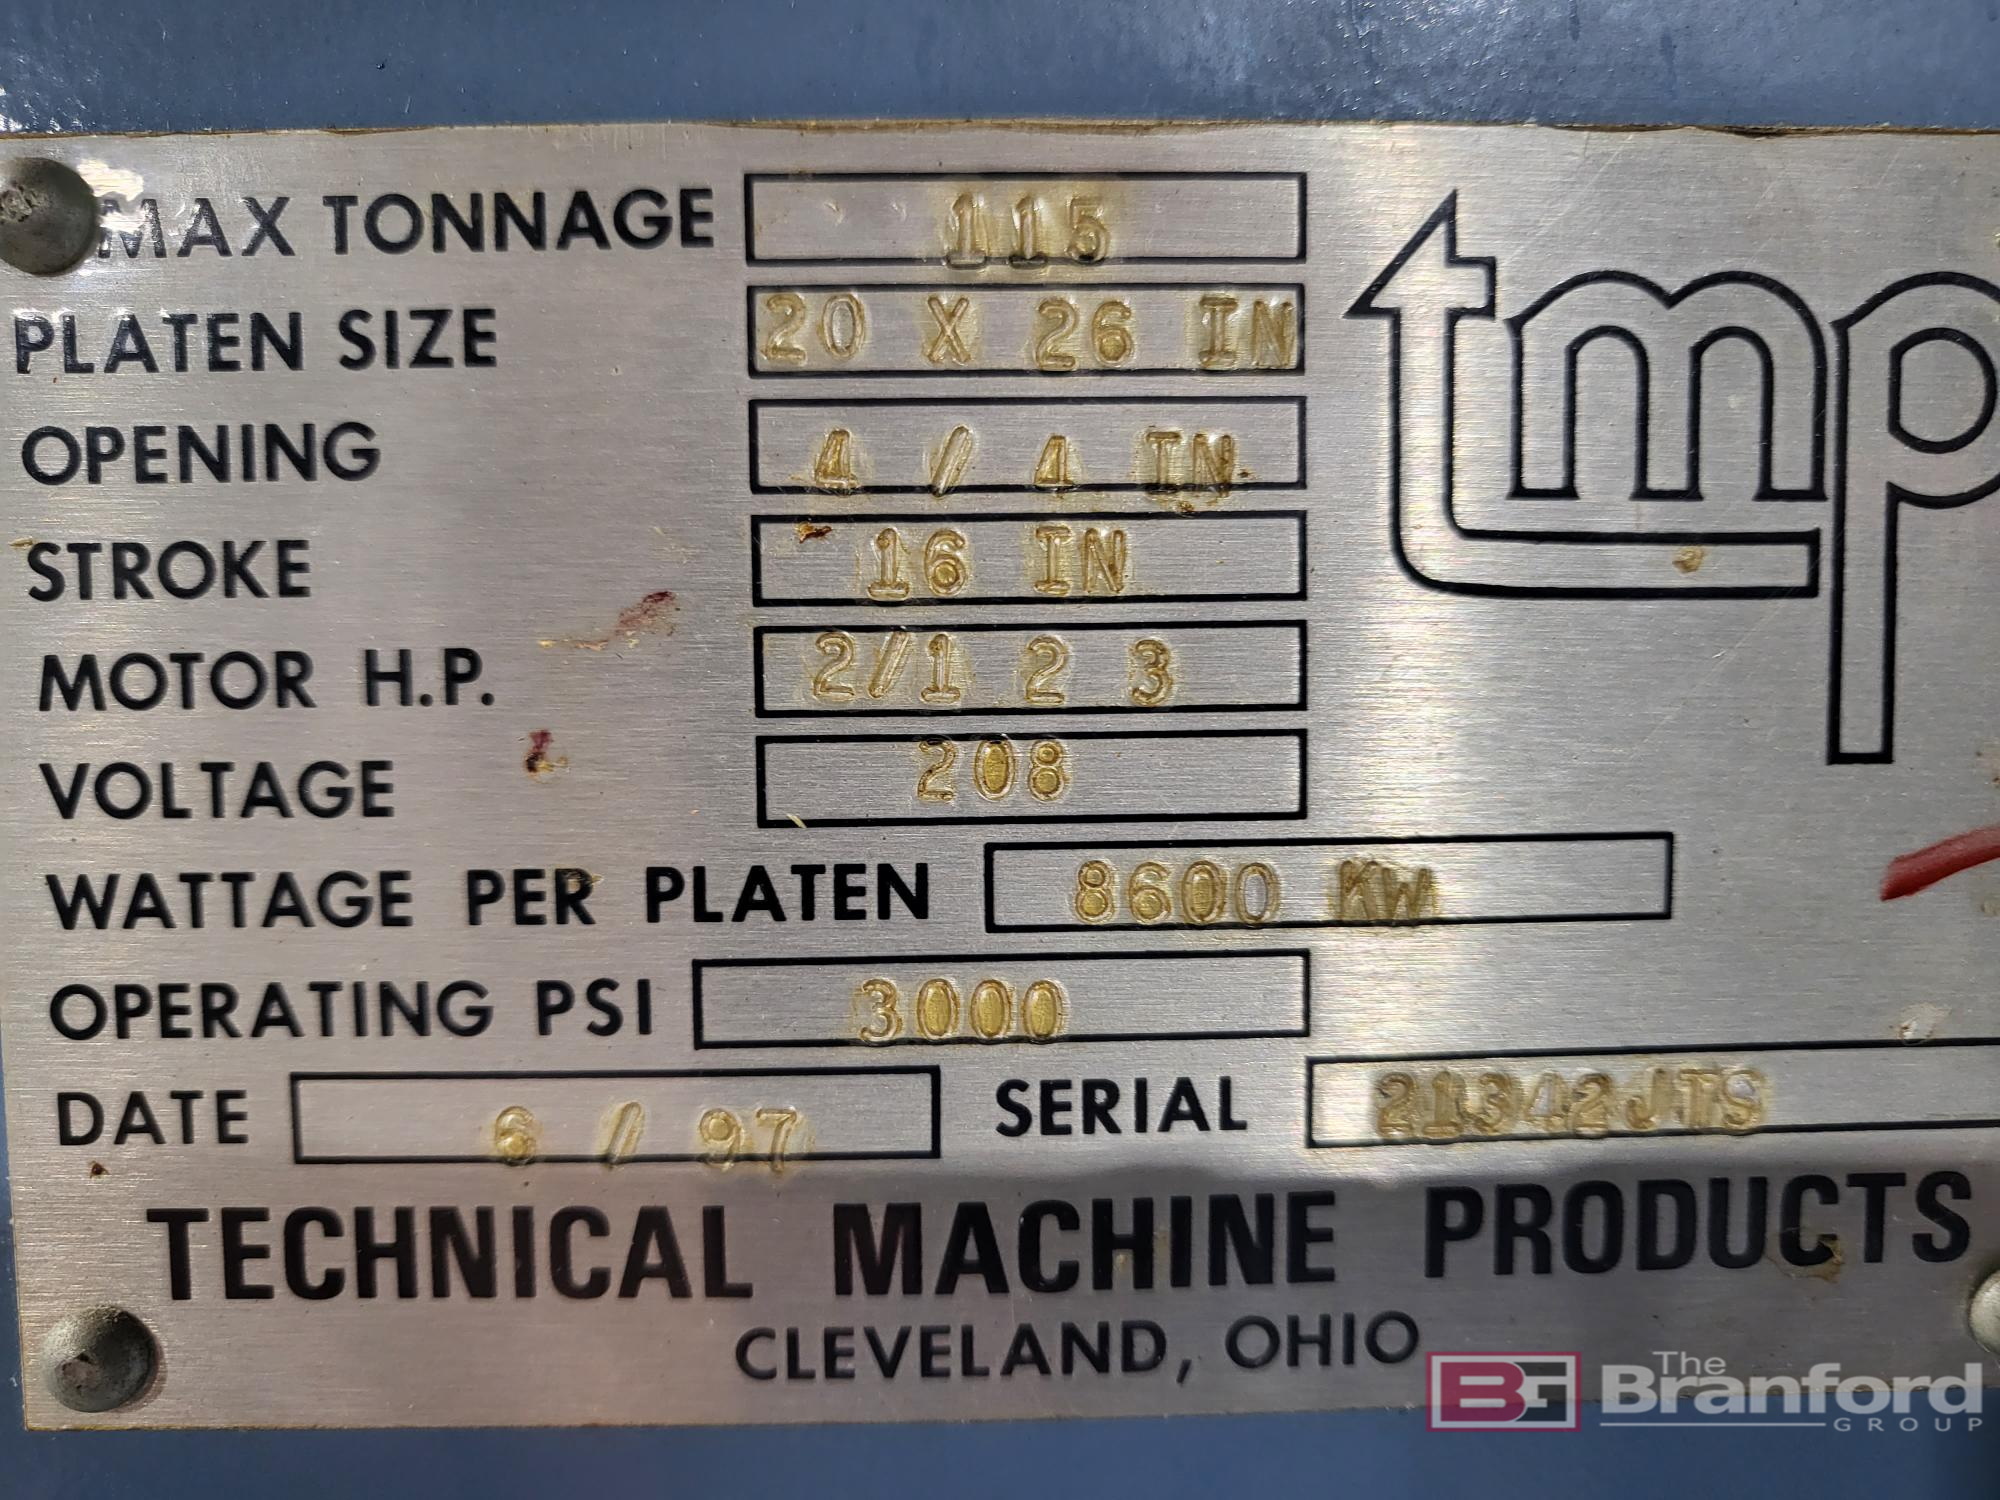 MAX TONNAGE 115
PLATEN SIZE 20 X 26 IN
OPENING 4 / 4 IN
STROKE 16 IN
MOTOR H.P. 2/1 2 3
VOLTAGE 208
WATTAGE PER PLATEN 8600 KW
OPERATING PSI 3000
DATE 6 / 97 SERIAL 21342JTS
tmp
TECHNICAL MACHINE PRODUCTS
CLEVELAND, OHIO
BG The Branford GROUP